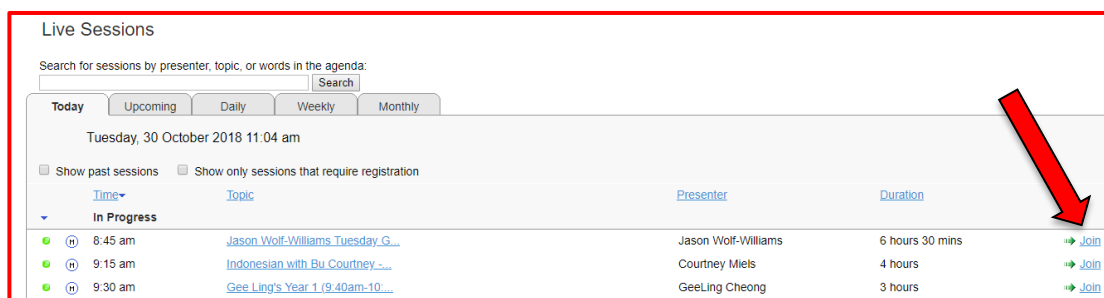 Live Sessions
Search for sessions by presenter, topic, or words in the agenda:
Search
Today Upcoming Daily Weekly Monthly
Tuesday, 30 October 2018 11:04 am
Show past sessions Show only sessions that require registration
Time Topic Presenter Duration
In Progress
H 8:45 am Jason Wolf-Williams Tuesday G... Jason Wolf-Williams 6 hours 30 mins Join
H 9:15 am Indonesian with Bu Courtney -... Courtney Miels 4 hours Join
H 9:30 am Gee Ling's Year 1 (9:40am-10:... GeeLing Cheong 3 hours Join